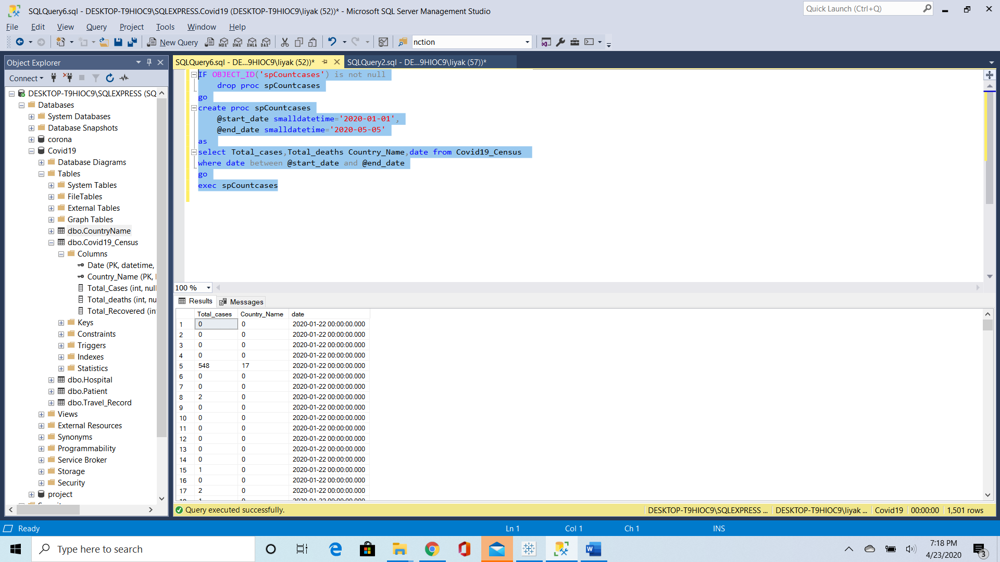 SQLQuery6.sql - DESKTOP-T9HIOC9\SQLEXPRESS.Covid19 (DESKTOP-T9HIOC9\liyak (52))* - Microsoft SQL Server Management Studio
Quick Launch (Ctrl+Q)
File Edit View Query Project Tools Window Help
New Query MDX DMX XMLA DAX nction
Object Explorer
SQLQuery6.sql - DE...9HIOC9\liyak (52))* SQLQuery2.sql - DE...9HIOC9\liyak (57))*
Connect
DESKTOP-T9HIOC9\SQLEXPRESS (SQ
Databases
System Databases
Database Snapshots
corona
Covid19
Database Diagrams
Tables
System Tables
FileTables
External Tables
Graph Tables
dbo.CountryName
dbo.Covid19_Census
Columns
Date (PK, datetime,
Country_Name (PK,
Total_Cases (int, null
Total_deaths (int, nu
Total_Recovered (in
Keys
Constraints
Triggers
Indexes
Statistics
dbo.Hospital
dbo.Patient
dbo.Travel_Record
Views
External Resources
Synonyms
Programmability
Service Broker
Storage
Security
project
IF OBJECT_ID('spCountcases') is not null
drop proc spCountcases
go
create proc spCountcases
@start_date smalldatetime='2020-01-01',
@end_date smalldatetime='2020-05-05'
as
select Total_cases,Total_deaths Country_Name,date from Covid19_Census
where date between @start_date and @end_date
go
exec spCountcases
100 %
Results Messages
Total_cases Country_Name date
1 0 0 2020-01-22 00:00:00.000
2 0 0 2020-01-22 00:00:00.000
3 0 0 2020-01-22 00:00:00.000
4 0 0 2020-01-22 00:00:00.000
5 548 17 2020-01-22 00:00:00.000
6 0 0 2020-01-22 00:00:00.000
7 0 0 2020-01-22 00:00:00.000
8 2 0 2020-01-22 00:00:00.000
9 0 0 2020-01-22 00:00:00.000
10 0 0 2020-01-22 00:00:00.000
11 0 0 2020-01-22 00:00:00.000
12 0 0 2020-01-22 00:00:00.000
13 0 0 2020-01-22 00:00:00.000
14 0 0 2020-01-22 00:00:00.000
15 1 0 2020-01-22 00:00:00.000
16 0 0 2020-01-22 00:00:00.000
17 2 0 2020-01-22 00:00:00.000
Query executed successfully. DESKTOP-T9HIOC9\SQLEXPRESS ... DESKTOP-T9HIOC9\liyak ... Covid19 00:00:00 1,501 rows
Ready Ln 1 Col 1 Ch 1 INS
Type here to search
7:18 PM
4/23/2020
3